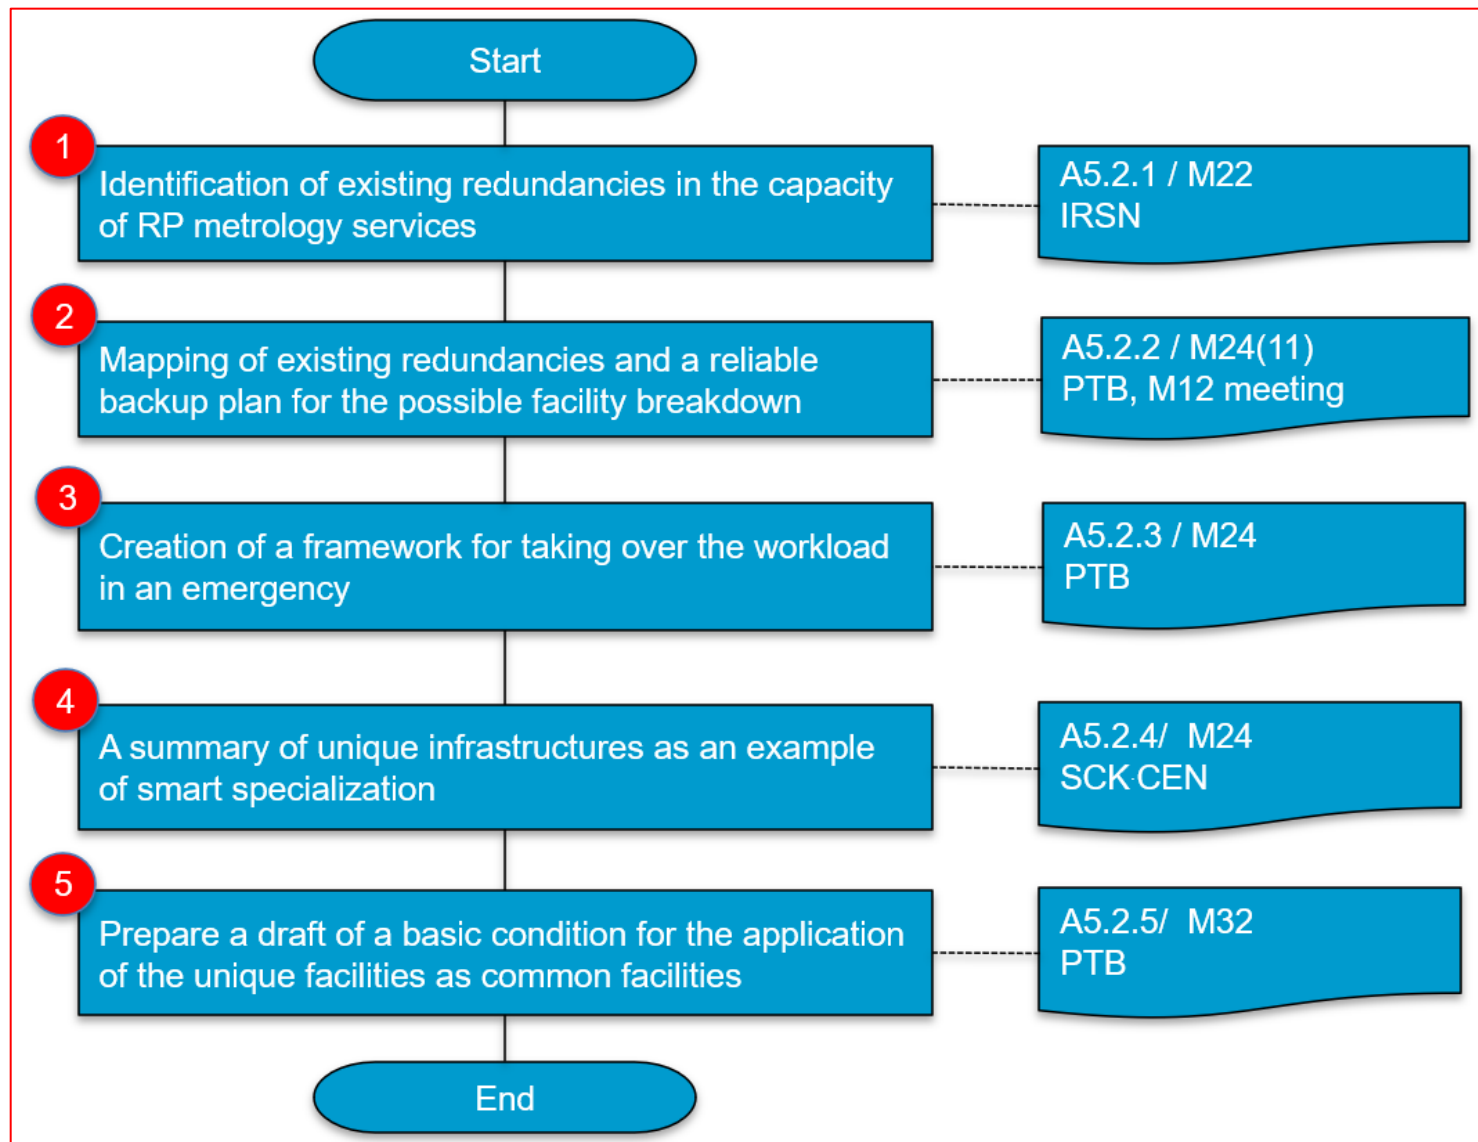 Start
1
Identification of existing redundancies in the capacity
of RP metrology services
A5.2.1 / M22
IRSN
2
Mapping of existing redundancies and a reliable
backup plan for the possible facility breakdown
A5.2.2 / M24(11)
PTB, M12 meeting
3
Creation of a framework for taking over the workload
in an emergency
A5.2.3 / M24
PTB
4
A summary of unique infrastructures as an example
of smart specialization
A5.2.4/  M24
SCK·CEN
5
Prepare a draft of a basic condition for the application
of the unique facilities as common facilities
A5.2.5/  M32
PTB
End